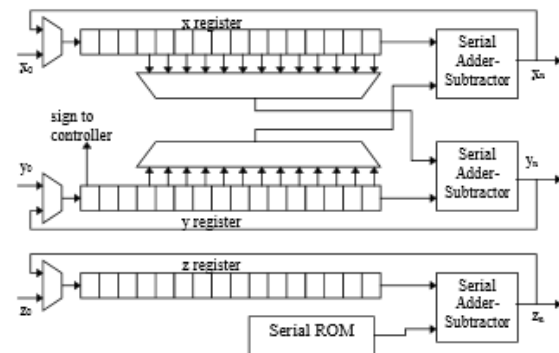 x register
Serial
Adder-
Subtractor
x₀
xₙ
sign to
controller
y₀
Serial
Adder-
Subtractor
yₙ
y register
z register
Serial
Adder-
Subtractor
z₀
zₙ
Serial ROM